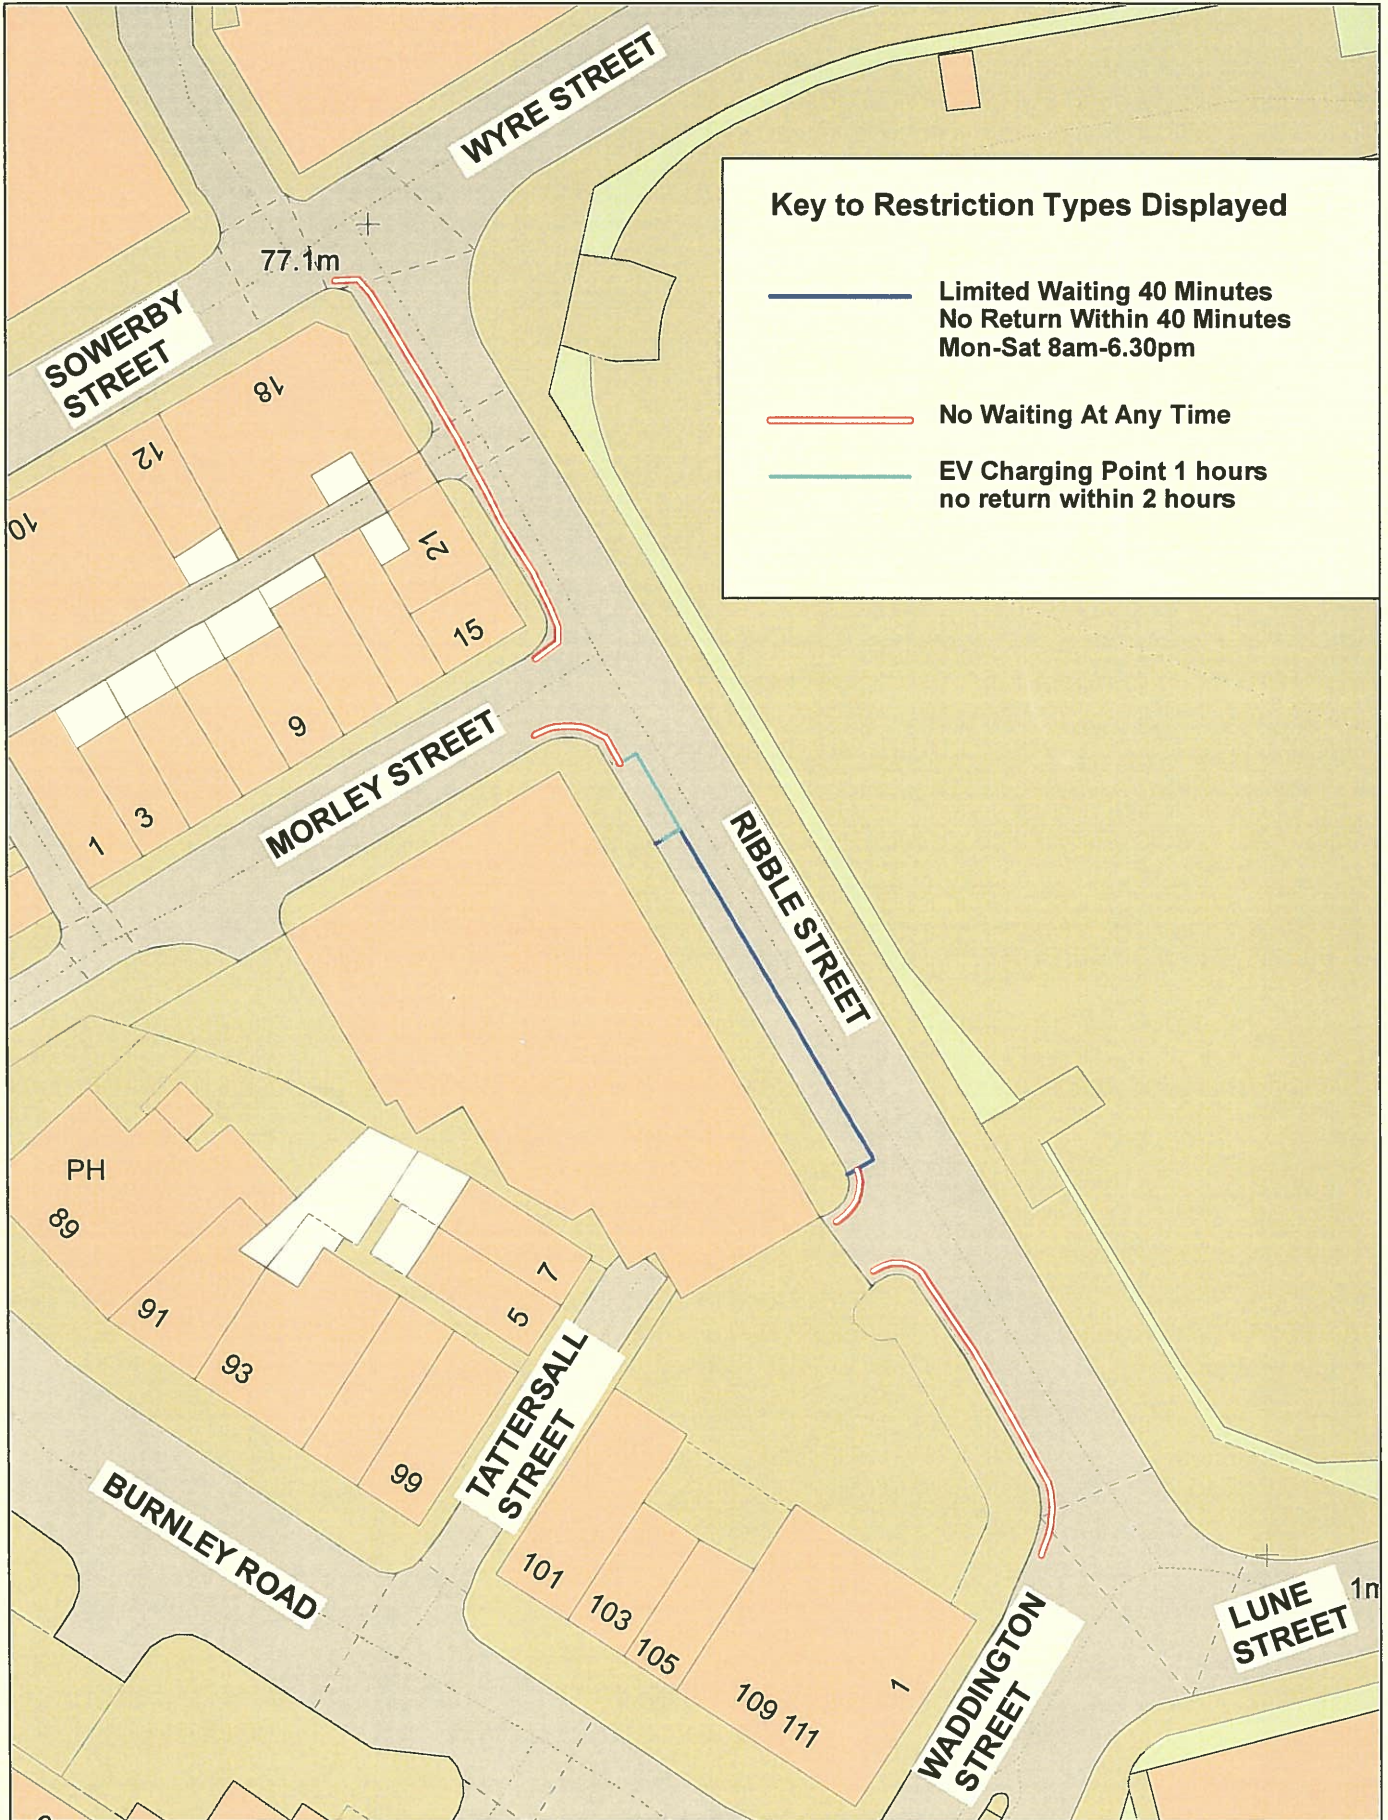 WYRE STREET
Key to Restriction Types Displayed
Limited Waiting 40 Minutes
No Return Within 40 Minutes
Mon-Sat 8am-6.30pm
No Waiting At Any Time
EV Charging Point 1 hours
no return within 2 hours
77.1m
SOWERBY
STREET
18
12
10
21
15
9
3
1
MORLEY STREET
RIBBLE STREET
PH
89
91
93
99
7
5
TATTERSALL
STREET
BURNLEY ROAD
101
103
105
109 111
1
WADDINGTON
STREET
LUNE
STREET
1m